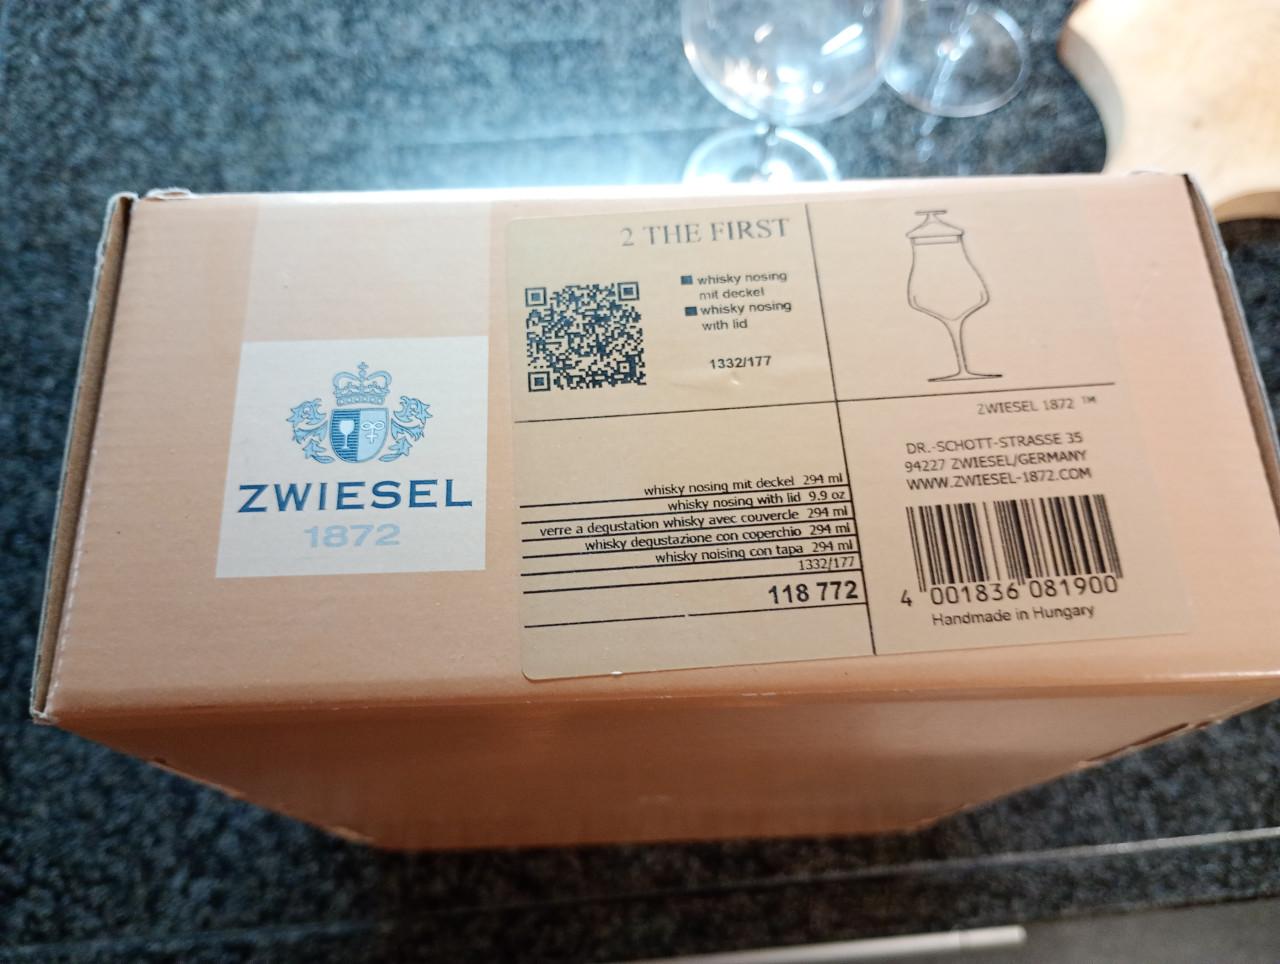 ZWIESEL
1872
2 THE FIRST
whisky nosing
mit deckel
whisky nosing
with lid
1332/177
whisky nosing mit deckel 294 ml
whisky nosing with lid 9.9 oz
verre a degustation whisky avec couvercle 294 ml
whisky degustazione con coperchio 294 ml
whisky noising con tapa 294 ml
1332/177
118 772
ZWIESEL 1872 ™
DR.-SCHOTT-STRASSE 35
94227 ZWIESEL/GERMANY
WWW.ZWIESEL-1872.COM
4 001836 081900
Handmade in Hungary